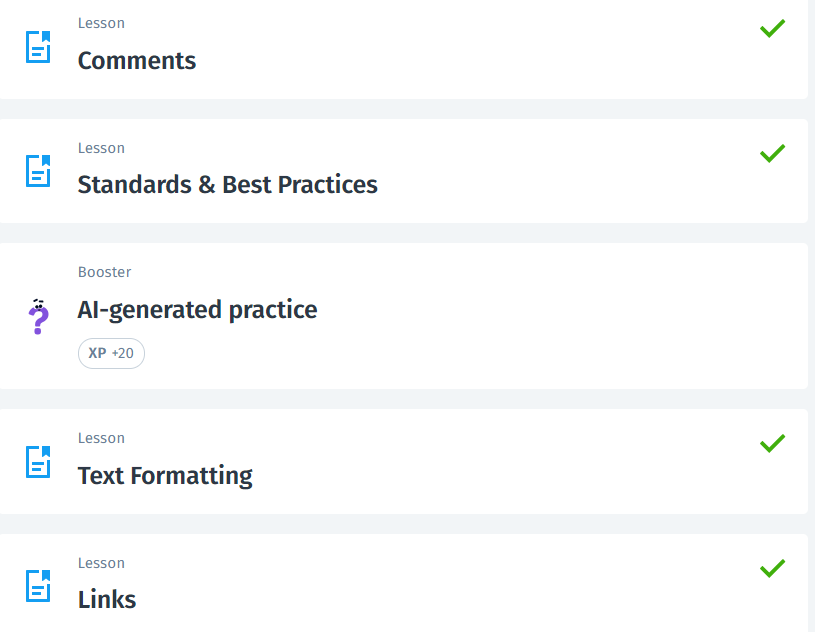 Lesson
Comments
Lesson
Standards & Best Practices
Booster
AI-generated practice
XP +20
Lesson
Text Formatting
Lesson
Links